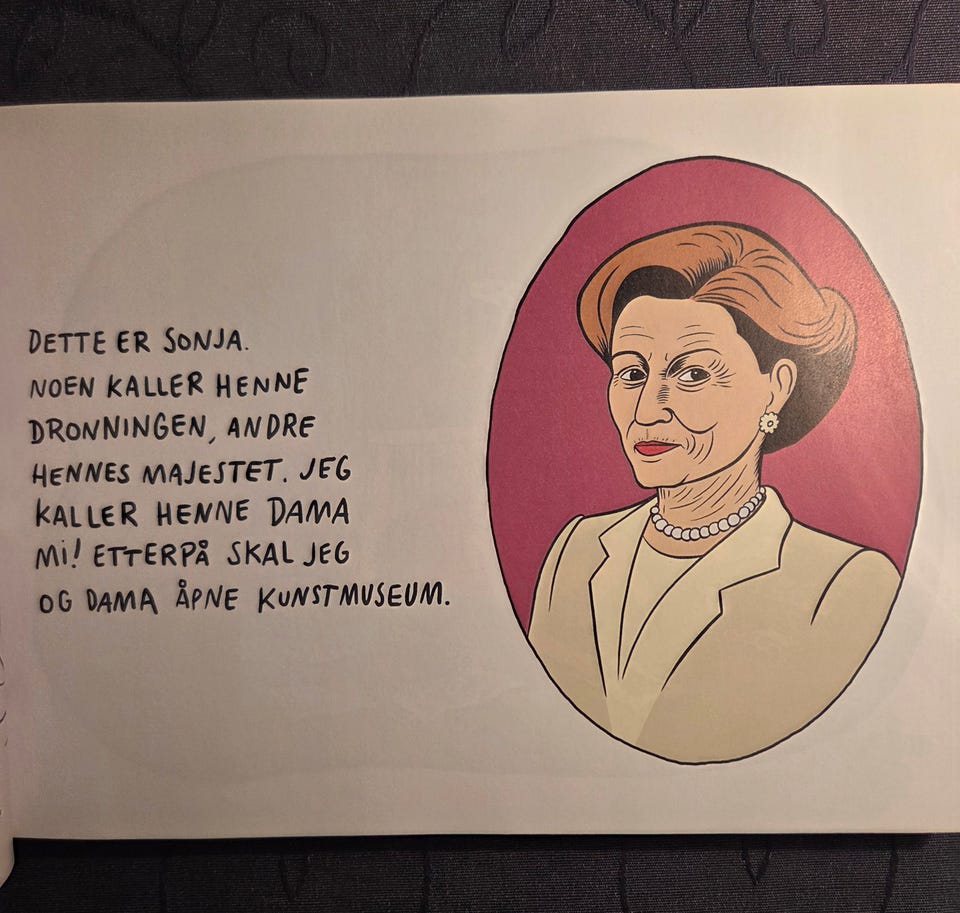 DETTE ER SONJA.
NOEN KALLER HENNE
DRONNINGEN, ANDRE
HENNES MAJESTET. JEG
KALLER HENNE DAMA
MI! ETTERPÅ SKAL JEG
OG DAMA ÅPNE KUNSTMUSEUM.